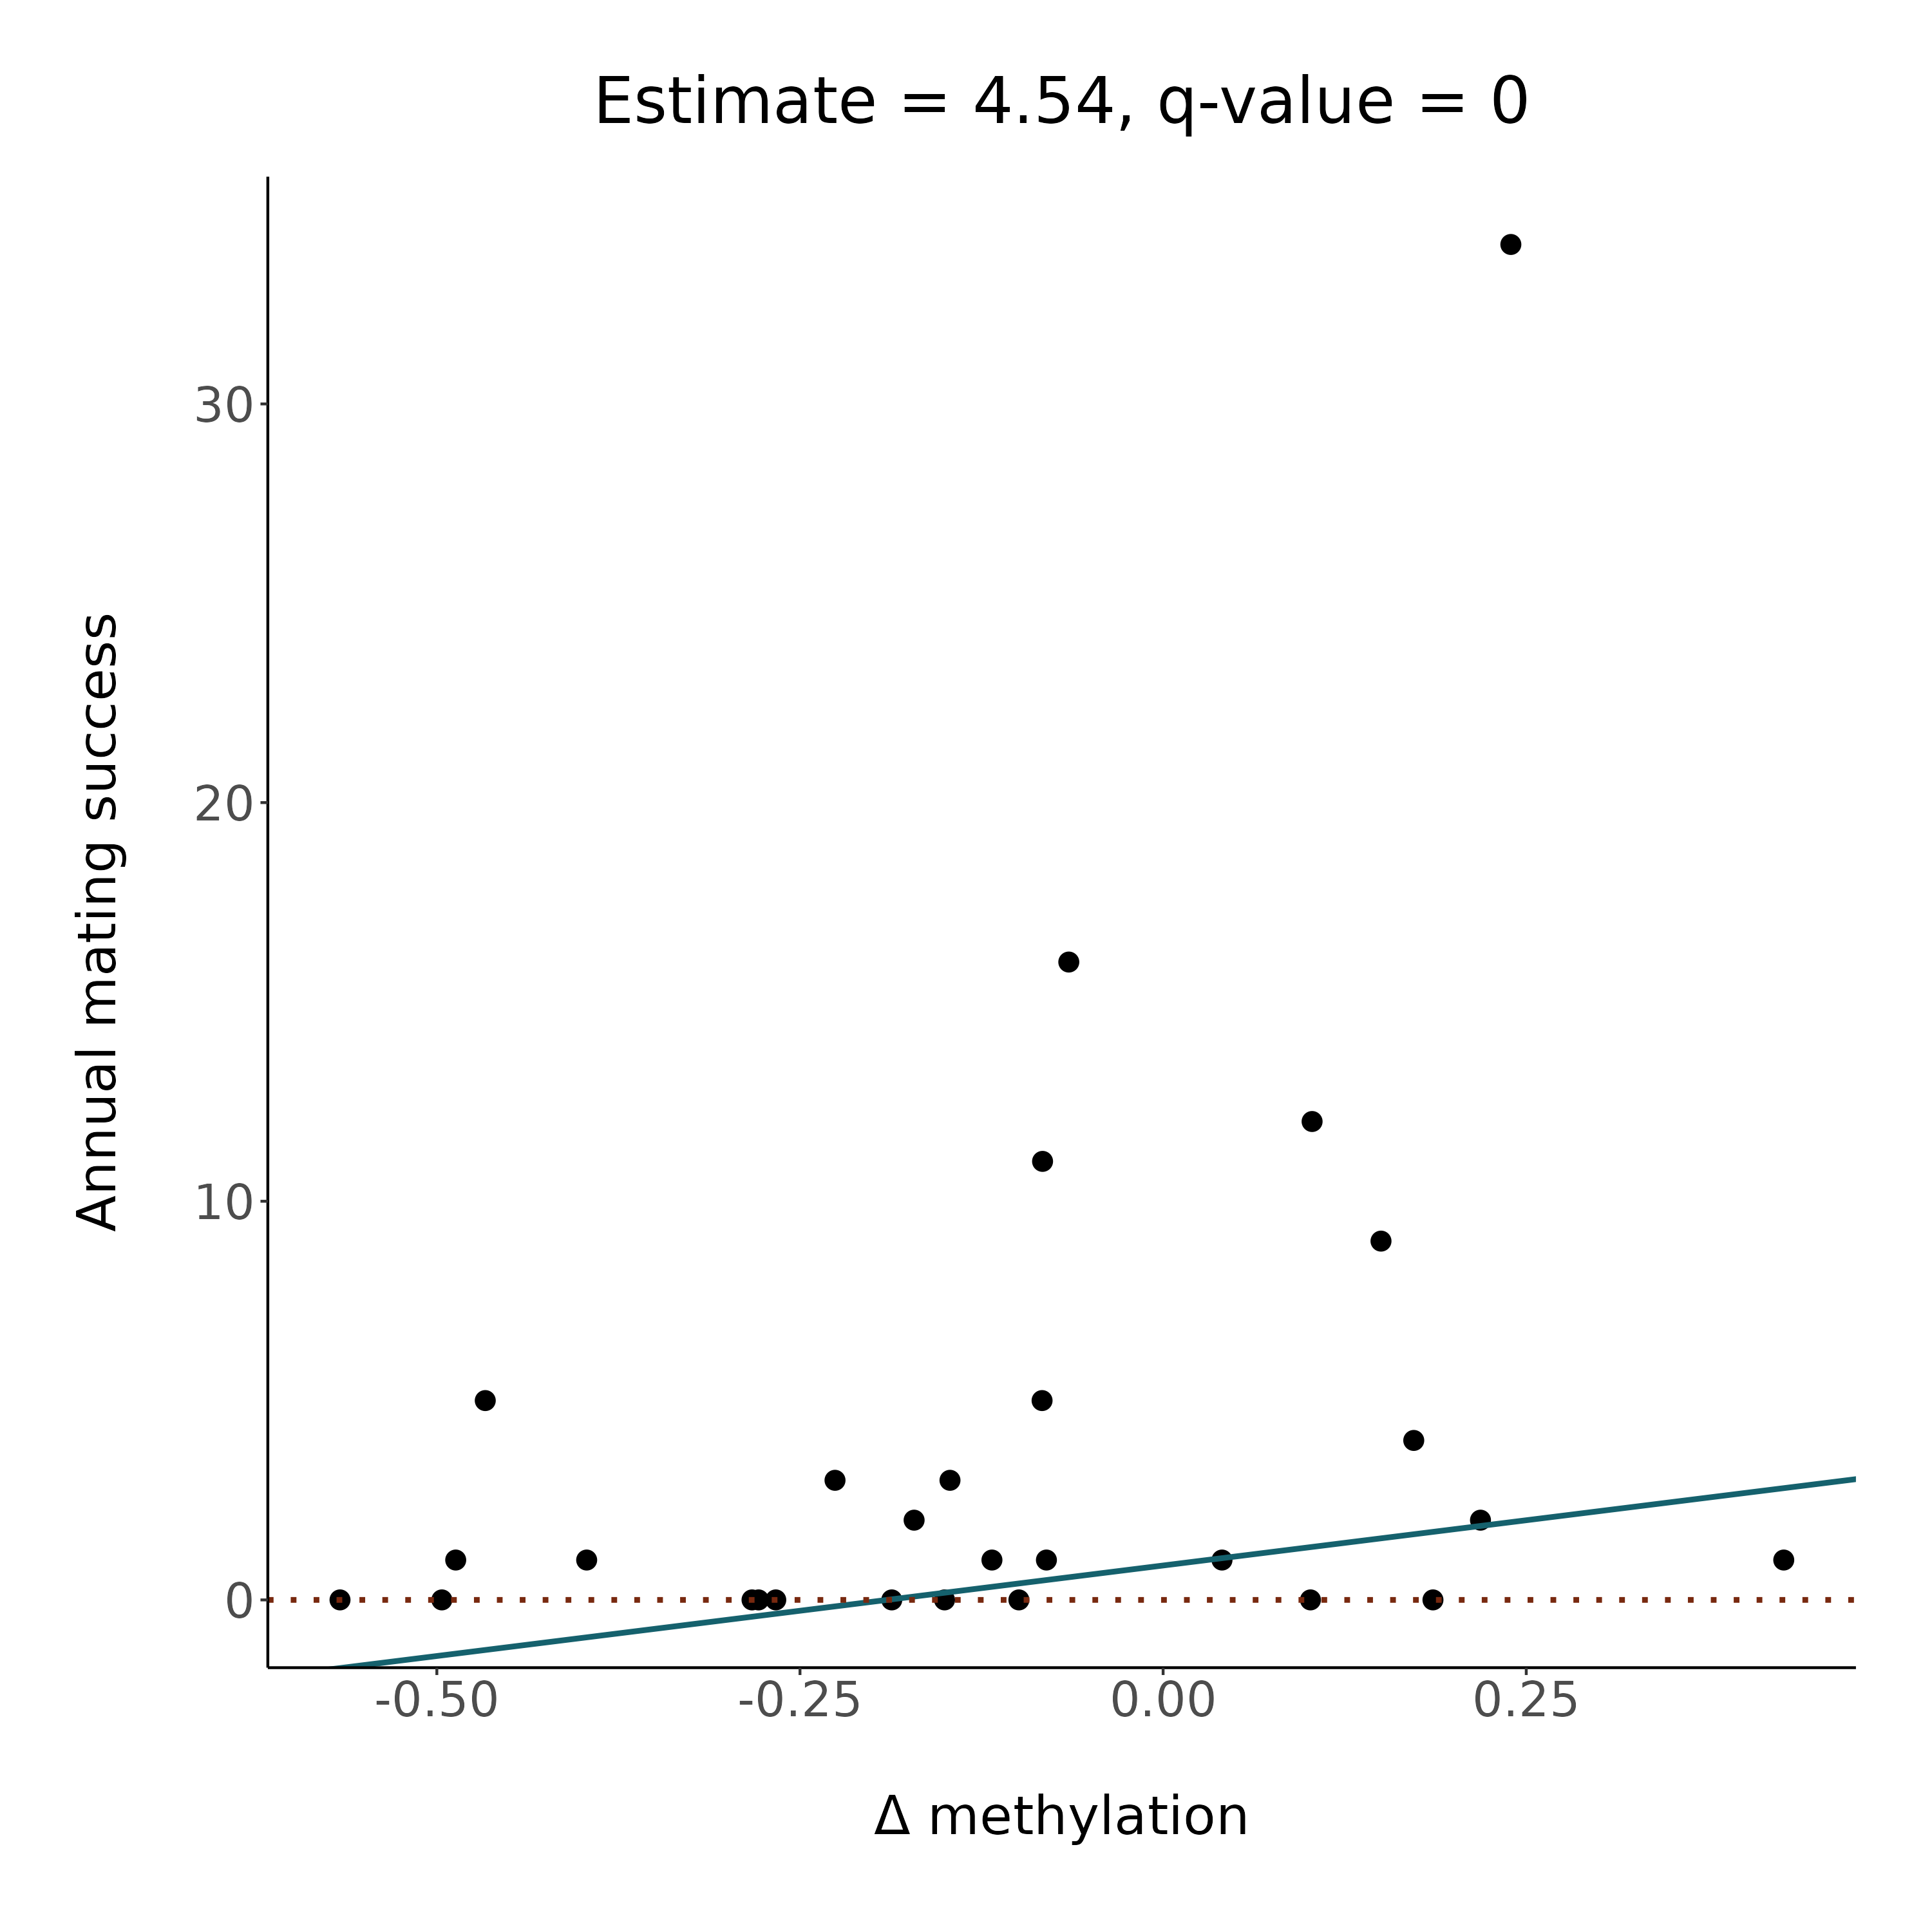 Estimate = 4.54, q-value = 0
Annual mating success
30
20
10
0
-0.50
-0.25
0.00
0.25
Δ methylation